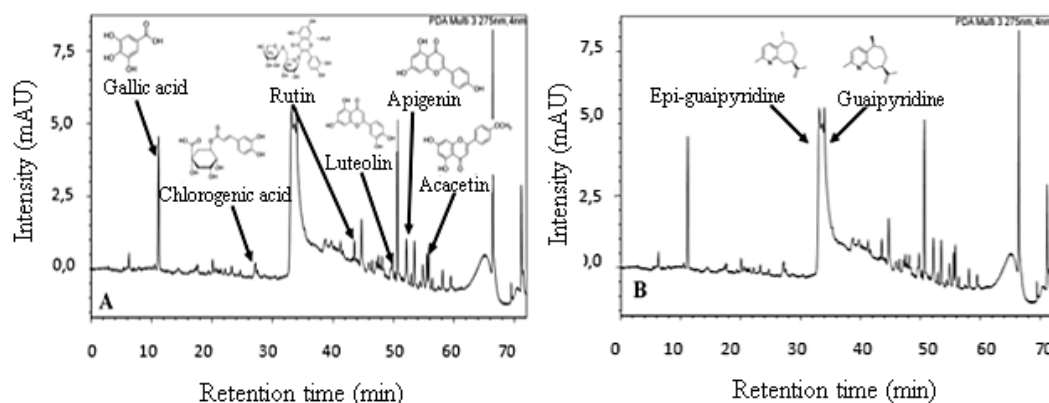 PDA Multi 3 275nm,4nm
7,5
Gallic acid
Rutin
Apigenin
OCH₃
5,0
Chlorogenic acid
Luteolin
Acacetin
2,5
0,0
Intensity (mAU)
A
0 10 20 30 40 50 60 70
Retention time (min)
PDA Multi 3 275nm,4nm
7,5
Epi-guaipyridine
Guaipyridine
5,0
2,5
0,0
Intensity (mAU)
B
0 10 20 30 40 50 60 70
Retention time (min)